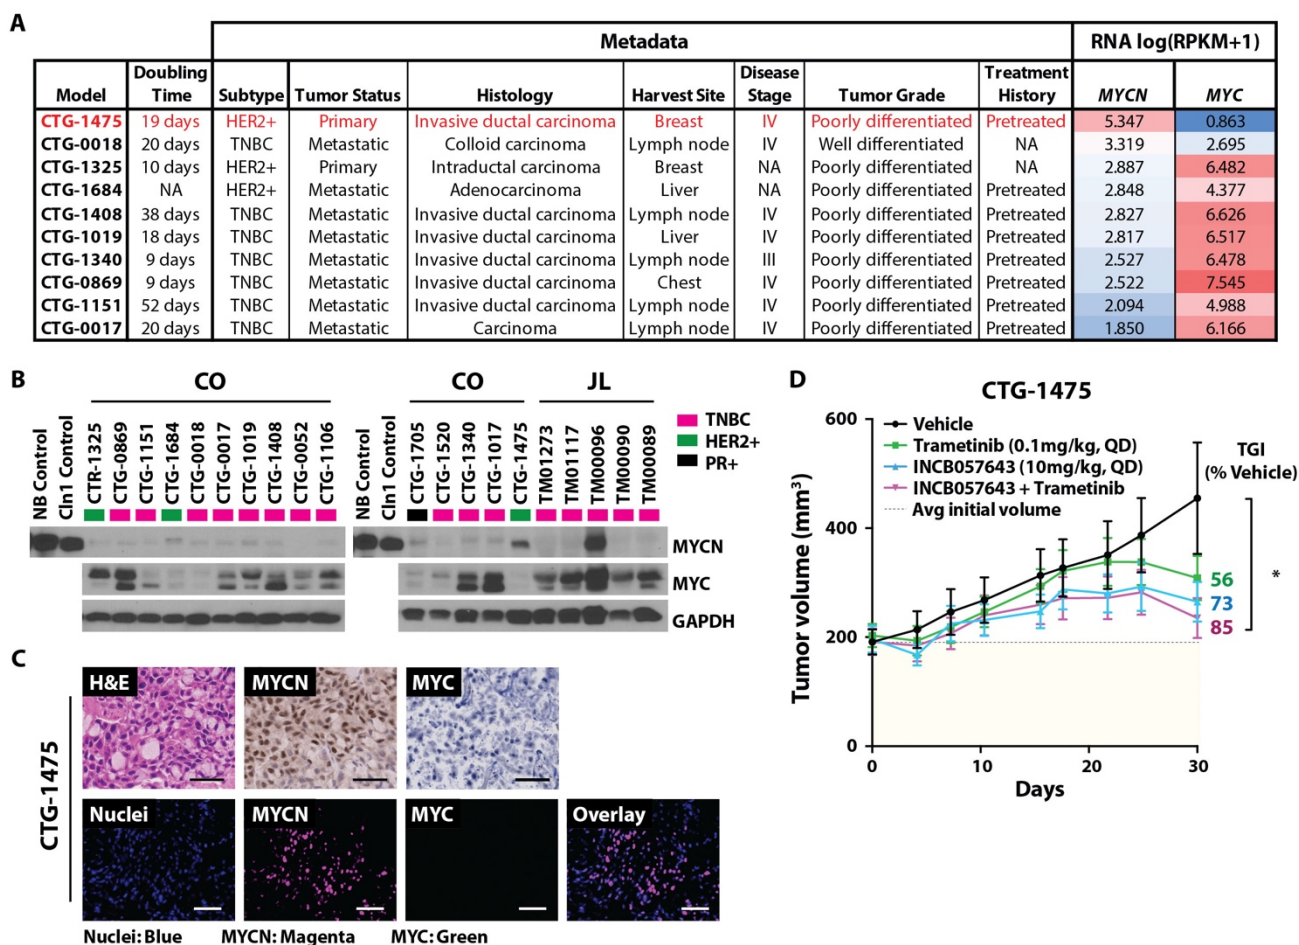 A
Metadata
RNA log(RPKM+1)
Model
Doubling Time
Subtype
Tumor Status
Histology
Harvest Site
Disease Stage
Tumor Grade
Treatment History
MYCN
MYC
CTG-1475 19 days HER2+ Primary Invasive ductal carcinoma Breast IV Poorly differentiated Pretreated 5.347 0.863
CTG-0018 20 days TNBC Metastatic Colloid carcinoma Lymph node IV Well differentiated NA 3.319 2.695
CTG-1325 10 days HER2+ Primary Intraductal carcinoma Breast NA Poorly differentiated NA 2.887 6.482
CTG-1684 NA HER2+ Metastatic Adenocarcinoma Liver NA Poorly differentiated Pretreated 2.848 4.377
CTG-1408 38 days TNBC Metastatic Invasive ductal carcinoma Lymph node IV Poorly differentiated Pretreated 2.827 6.626
CTG-1019 18 days TNBC Metastatic Invasive ductal carcinoma Liver IV Poorly differentiated Pretreated 2.817 6.517
CTG-1340 9 days TNBC Metastatic Invasive ductal carcinoma Lymph node III Poorly differentiated Pretreated 2.527 6.478
CTG-0869 9 days TNBC Metastatic Invasive ductal carcinoma Chest IV Poorly differentiated Pretreated 2.522 7.545
CTG-1151 52 days TNBC Metastatic Invasive ductal carcinoma Lymph node IV Poorly differentiated Pretreated 2.094 4.988
CTG-0017 20 days TNBC Metastatic Carcinoma Lymph node IV Poorly differentiated Pretreated 1.850 6.166
B
CO
NB Control
Cln1 Control
CTR-1325
CTG-0869
CTG-1151
CTG-1684
CTG-0018
CTG-0017
CTG-1019
CTG-1408
CTG-0052
CTG-1106
CO
JL
NB Control
Cln1 Control
CTG-1705
CTG-1520
CTG-1340
CTG-1017
CTG-1475
TM01273
TM01117
TM00096
TM00090
TM00089
TNBC
HER2+
PR+
MYCN
MYC
GAPDH
C
CTG-1475
H&E
MYCN
MYC
Nuclei
MYCN
MYC
Overlay
Nuclei: Blue MYCN: Magenta MYC: Green
D
CTG-1475
Vehicle
Trametinib (0.1mg/kg, QD)
INCB057643 (10mg/kg, QD)
INCB057643 + Trametinib
Avg initial volume
TGI
(% Vehicle)
Tumor volume (mm³)
600
400
200
0
56
73
85
*
0 10 20 30
Days